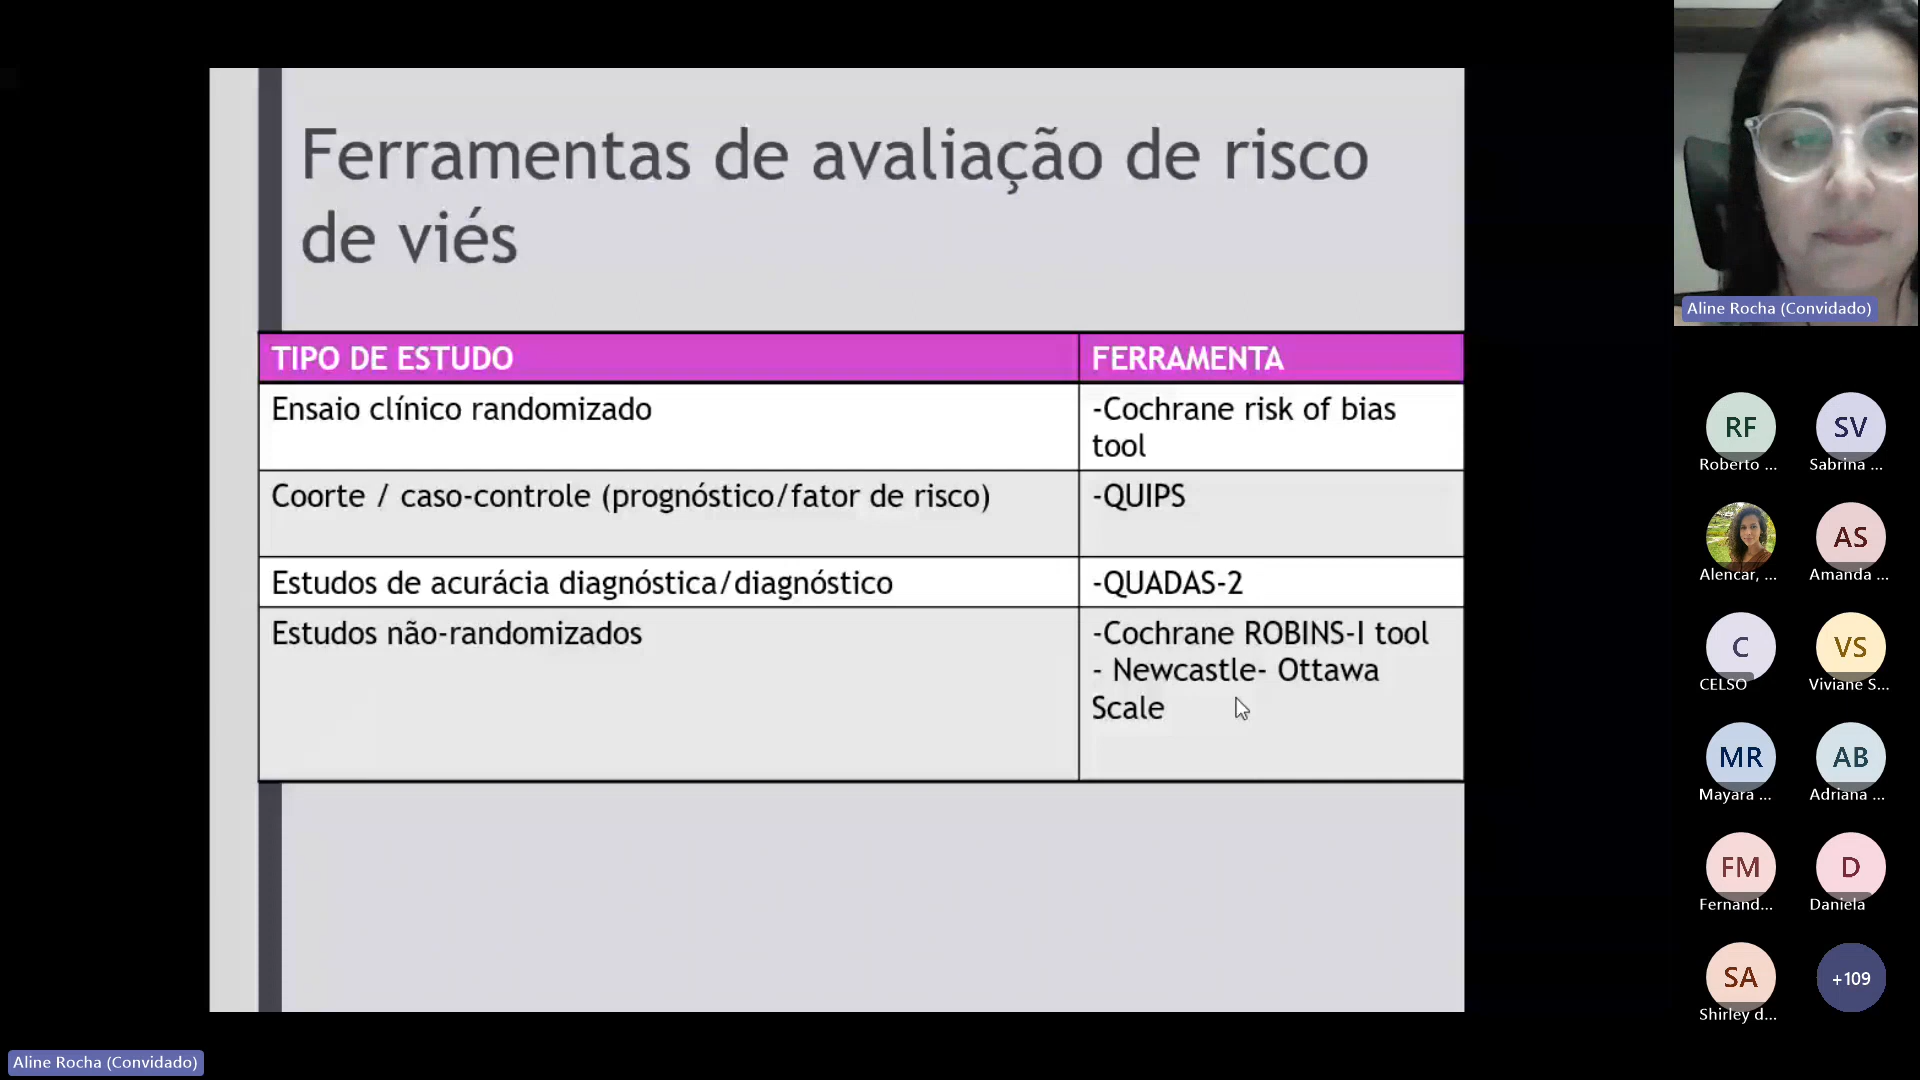 Ferramentas de avaliação de risco
de viés
TIPO DE ESTUDO
FERRAMENTA
Ensaio clínico randomizado
-Cochrane risk of bias
tool
Coorte / caso-controle (prognóstico/fator de risco)
-QUIPS
Estudos de acurácia diagnóstica/diagnóstico
-QUADAS-2
Estudos não-randomizados
-Cochrane ROBINS-I tool
- Newcastle- Ottawa
Scale
Aline Rocha (Convidado)
RF
Roberto ...
SV
Sabrina ...
Alencar, ...
AS
Amanda ...
C
CELSO
VS
Viviane S...
MR
Mayara ...
AB
Adriana ...
FM
Fernand...
D
Daniela
SA
Shirley d...
+109
Aline Rocha (Convidado)